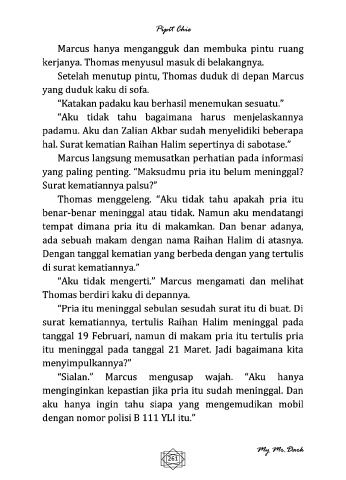 Pipit Chie
Marcus hanya mengangguk dan membuka pintu ruang
kerjanya. Thomas menyusul masuk di belakangnya.
Setelah menutup pintu, Thomas duduk di depan Marcus
yang duduk kaku di sofa.
“Katakan padaku kau berhasil menemukan sesuatu.”
“Aku tidak tahu bagaimana harus menjelaskannya
padamu. Aku dan Zalian Akbar sudah menyelidiki beberapa
hal. Surat kematian Raihan Halim sepertinya di sabotase.”
Marcus langsung memusatkan perhatian pada informasi
yang paling penting. “Maksudmu pria itu belum meninggal?
Surat kematiannya palsu?”
Thomas menggeleng. “Aku tidak tahu apakah pria itu
benar-benar meninggal atau tidak. Namun aku mendatangi
tempat dimana pria itu di makamkan. Dan benar adanya,
ada sebuah makam dengan nama Raihan Halim di atasnya.
Dengan tanggal kematian yang berbeda dengan yang tertulis
di surat kematiannya.”
“Aku tidak mengerti.” Marcus mengamati dan melihat
Thomas berdiri kaku di depannya.
“Pria itu meninggal sebulan sesudah surat itu di buat. Di
surat kematiannya, tertulis Raihan Halim meninggal pada
tanggal 19 Februari, namun di makam pria itu tertulis pria
itu meninggal pada tanggal 21 Maret. Jadi bagaimana kita
menyimpulkannya?”
“Sialan.” Marcus mengusap wajah. “Aku hanya
menginginkan kepastian jika pria itu sudah meninggal. Dan
aku hanya ingin tahu siapa yang mengemudikan mobil
dengan nomor polisi B 111 YLI itu.”
My Mr. Dark
261